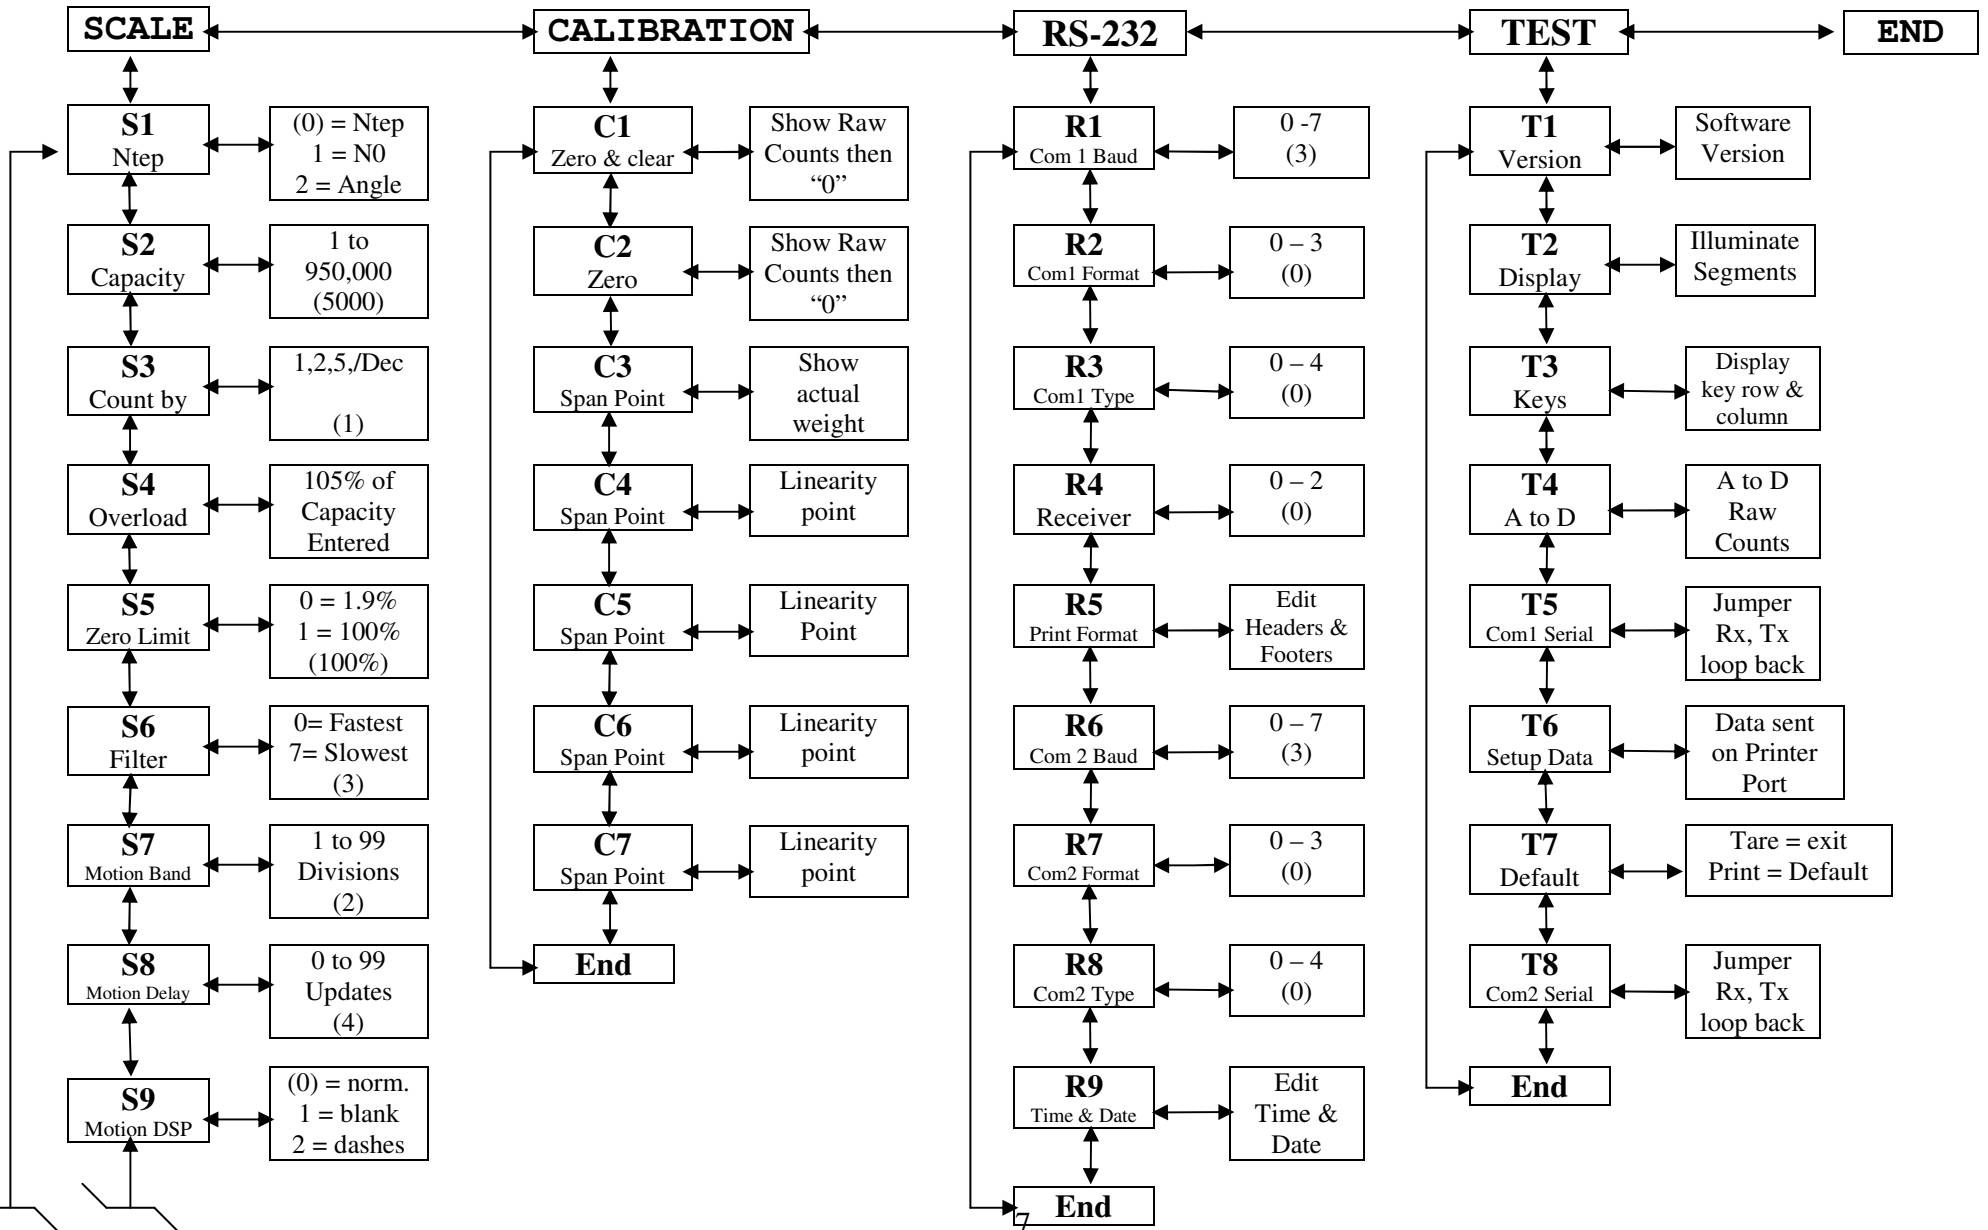 SCALE
CALIBRATION
RS-232
TEST
END
S1
Ntep
(0) = Ntep
1 = N0
2 = Angle
S2
Capacity
1 to
950,000
(5000)
S3
Count by
1,2,5,/Dec
(1)
S4
Overload
105% of
Capacity
Entered
S5
Zero Limit
0 = 1.9%
1 = 100%
(100%)
S6
Filter
0= Fastest
7= Slowest
(3)
S7
Motion Band
1 to 99
Divisions
(2)
S8
Motion Delay
0 to 99
Updates
(4)
S9
Motion DSP
(0) = norm.
1 = blank
2 = dashes
C1
Zero & clear
Show Raw
Counts then
“0”
C2
Zero
Show Raw
Counts then
“0”
C3
Span Point
Show
actual
weight
C4
Span Point
Linearity
point
C5
Span Point
Linearity
Point
C6
Span Point
Linearity
point
C7
Span Point
Linearity
point
End
R1
Com 1 Baud
0 -7
(3)
R2
Com1 Format
0 – 3
(0)
R3
Com1 Type
0 – 4
(0)
R4
Receiver
0 – 2
(0)
R5
Print Format
Edit
Headers &
Footers
R6
Com 2 Baud
0 – 7
(3)
R7
Com2 Format
0 – 3
(0)
R8
Com2 Type
0 – 4
(0)
R9
Time & Date
Edit
Time &
Date
End
T1
Version
Software
Version
T2
Display
Illuminate
Segments
T3
Keys
Display
key row &
column
T4
A to D
A to D
Raw
Counts
T5
Com1 Serial
Jumper
Rx, Tx
loop back
T6
Setup Data
Data sent
on Printer
Port
T7
Default
Tare = exit
Print = Default
T8
Com2 Serial
Jumper
Rx, Tx
loop back
End
7